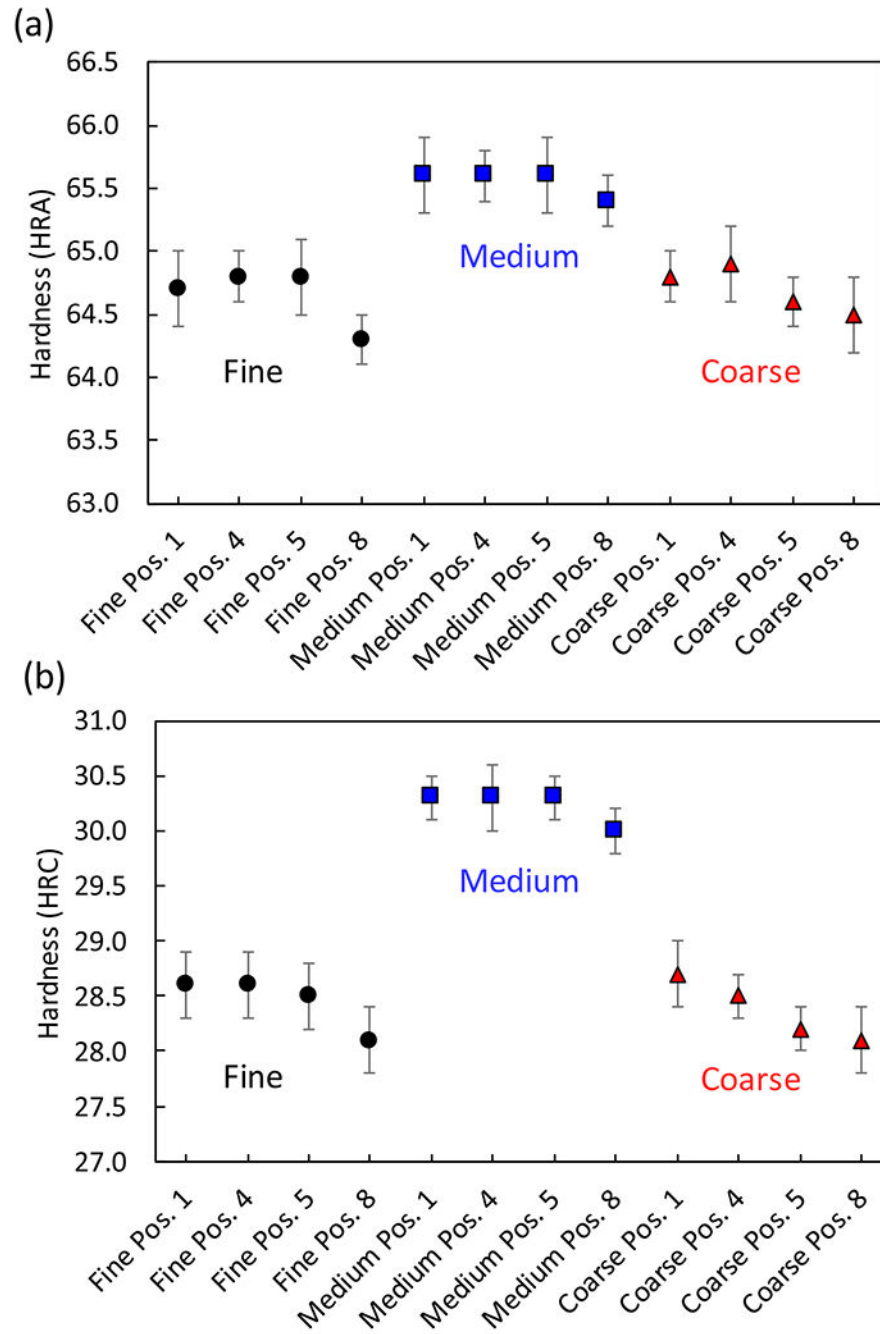 (a)
Hardness (HRA)
66.5
66.0
65.5
65.0
64.5
64.0
63.5
63.0
Fine
Medium
Coarse
Fine Pos. 1
Fine Pos. 4
Fine Pos. 5
Fine Pos. 8
Medium Pos. 1
Medium Pos. 4
Medium Pos. 5
Medium Pos. 8
Coarse Pos. 1
Coarse Pos. 4
Coarse Pos. 5
Coarse Pos. 8
(b)
Hardness (HRC)
31.0
30.5
30.0
29.5
29.0
28.5
28.0
27.5
27.0
Medium
Fine
Coarse
Fine Pos. 1
Fine Pos. 4
Fine Pos. 5
Fine Pos. 8
Medium Pos. 1
Medium Pos. 4
Medium Pos. 5
Medium Pos. 8
Coarse Pos. 1
Coarse Pos. 4
Coarse Pos. 5
Coarse Pos. 8